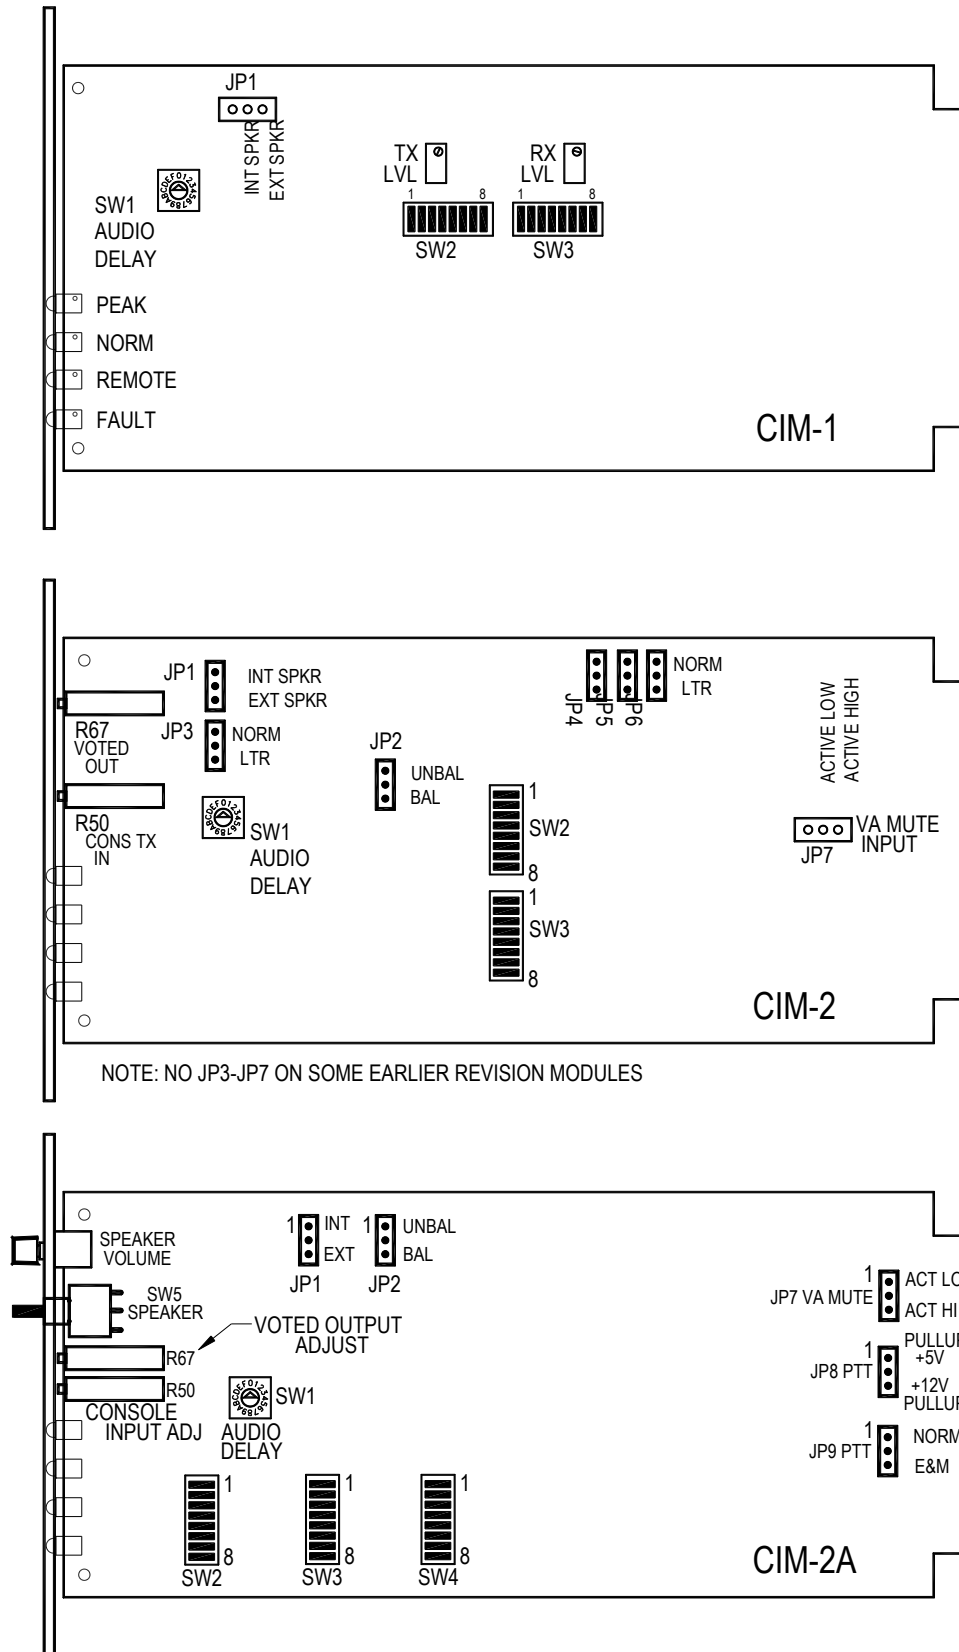 JP1
INT SPKR
EXT SPKR
TX
LVL
RX
LVL
1 8
1 8
SW2
SW3
SW1
AUDIO
DELAY
PEAK
NORM
REMOTE
FAULT
CIM-1
JP1
INT SPKR
EXT SPKR
R67
VOTED
OUT
JP3
NORM
LTR
JP2
UNBAL
BAL
JP4
JP5
JP6
NORM
LTR
ACTIVE LOW
ACTIVE HIGH
VA MUTE
INPUT
JP7
R50
CONS TX
IN
0123456789ABCDEF
SW1
AUDIO
DELAY
1
SW2
8
1
SW3
8
CIM-2
NOTE: NO JP3-JP7 ON SOME EARLIER REVISION MODULES
SPEAKER
VOLUME
SW5
SPEAKER
1 INT
EXT
JP1
1 UNBAL
BAL
JP2
VOTED OUTPUT
ADJUST
R67
R50
CONSOLE
INPUT ADJ
SW1
AUDIO
DELAY
1
JP7 VA MUTE
ACT LO
ACT HI
1
JP8 PTT
PULLUP
+5V
+12V
PULLUP
1
JP9 PTT
NORM
E&M
1
8
SW2
1
8
SW3
1
8
SW4
CIM-2A